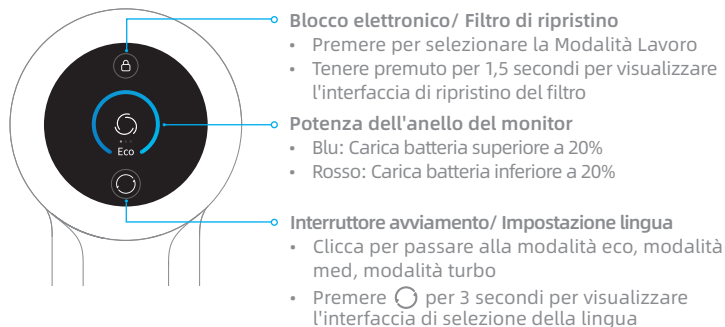 Blocco elettronico/ Filtro di ripristino
• Premere per selezionare la Modalità Lavoro
• Tenere premuto per 1,5 secondi per visualizzare
l'interfaccia di ripristino del filtro
Potenza dell'anello del monitor
• Blu: Carica batteria superiore a 20%
• Rosso: Carica batteria inferiore a 20%
Eco
Interruttore avviamento/ Impostazione lingua
• Clicca per passare alla modalità eco, modalità
med, modalità turbo
• Premere per 3 secondi per visualizzare
l'interfaccia di selezione della lingua